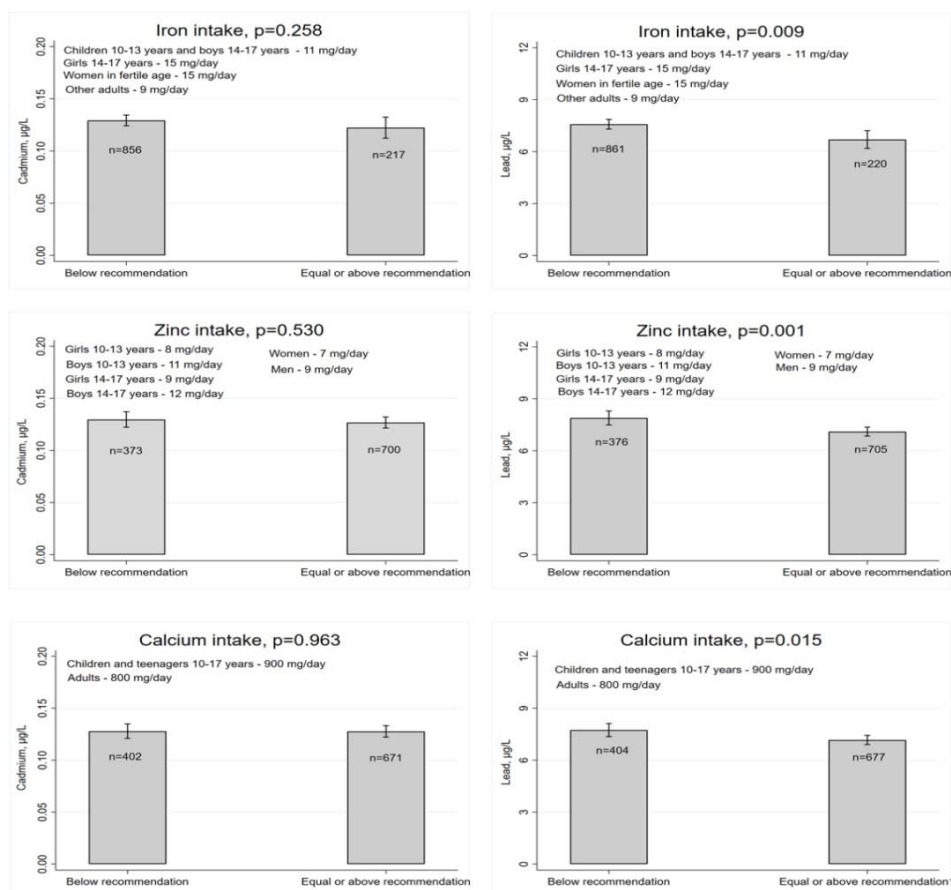 Iron intake, p=0.258
Children 10-13 years and boys 14-17 years - 11 mg/day
Girls 14-17 years - 15 mg/day
Women in fertile age - 15 mg/day
Other adults - 9 mg/day
Cadmium, µg/L
0.20
0.15
0.10
0.05
0.00
n=856
n=217
Below recommendation
Equal or above recommendation
Iron intake, p=0.009
Children 10-13 years and boys 14-17 years - 11 mg/day
Girls 14-17 years - 15 mg/day
Women in fertile age - 15 mg/day
Other adults - 9 mg/day
Lead, µg/L
12
9
6
3
0
n=861
n=220
Below recommendation
Equal or above recommendation
Zinc intake, p=0.530
Girls 10-13 years - 8 mg/day
Boys 10-13 years - 11 mg/day
Girls 14-17 years - 9 mg/day
Boys 14-17 years - 12 mg/day
Women - 7 mg/day
Men - 9 mg/day
Cadmium, µg/L
0.20
0.15
0.10
0.05
0.00
n=373
n=700
Below recommendation
Equal or above recommendation
Zinc intake, p=0.001
Girls 10-13 years - 8 mg/day
Boys 10-13 years - 11 mg/day
Girls 14-17 years - 9 mg/day
Boys 14-17 years - 12 mg/day
Women - 7 mg/day
Men - 9 mg/day
Lead, µg/L
12
9
6
3
0
n=376
n=705
Below recommendation
Equal or above recommendation
Calcium intake, p=0.963
Children and teenagers 10-17 years - 900 mg/day
Adults - 800 mg/day
Cadmium, µg/L
0.20
0.15
0.10
0.05
0.00
n=402
n=671
Below recommendation
Equal or above recommendation
Calcium intake, p=0.015
Children and teenagers 10-17 years - 900 mg/day
Adults - 800 mg/day
Lead, µg/L
12
9
6
3
0
n=404
n=677
Below recommendation
Equal or above recommendation